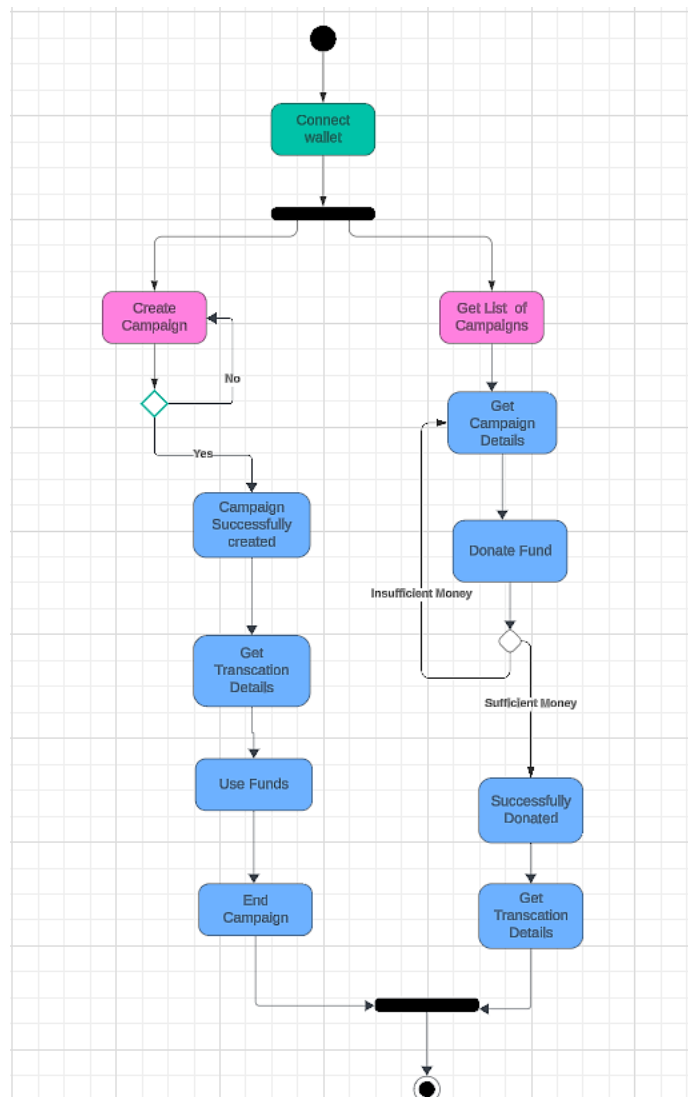 Connect
wallet
Create
Campaign
Get List of
Campaigns
No
Get
Campaign
Details
Yes
Campaign
Successfully
created
Donate Fund
Insufficient Money
Get
Transcation
Details
Sufficient Money
Use Funds
Successfully
Donated
End
Campaign
Get
Transcation
Details